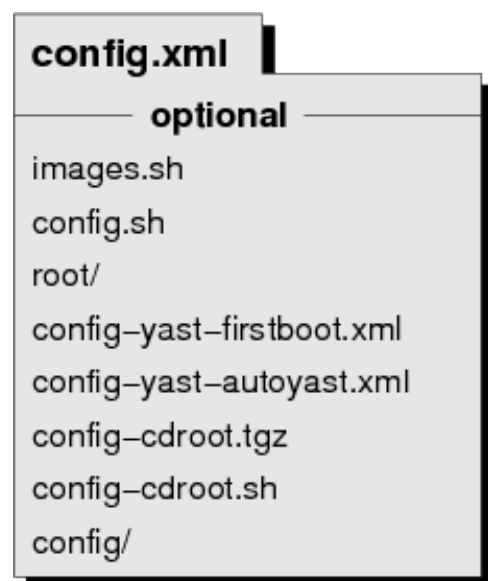 config.xml
optional
images.sh
config.sh
root/
config-yast-firstboot.xml
config-yast-autoyast.xml
config-cdroot.tgz
config-cdroot.sh
config/